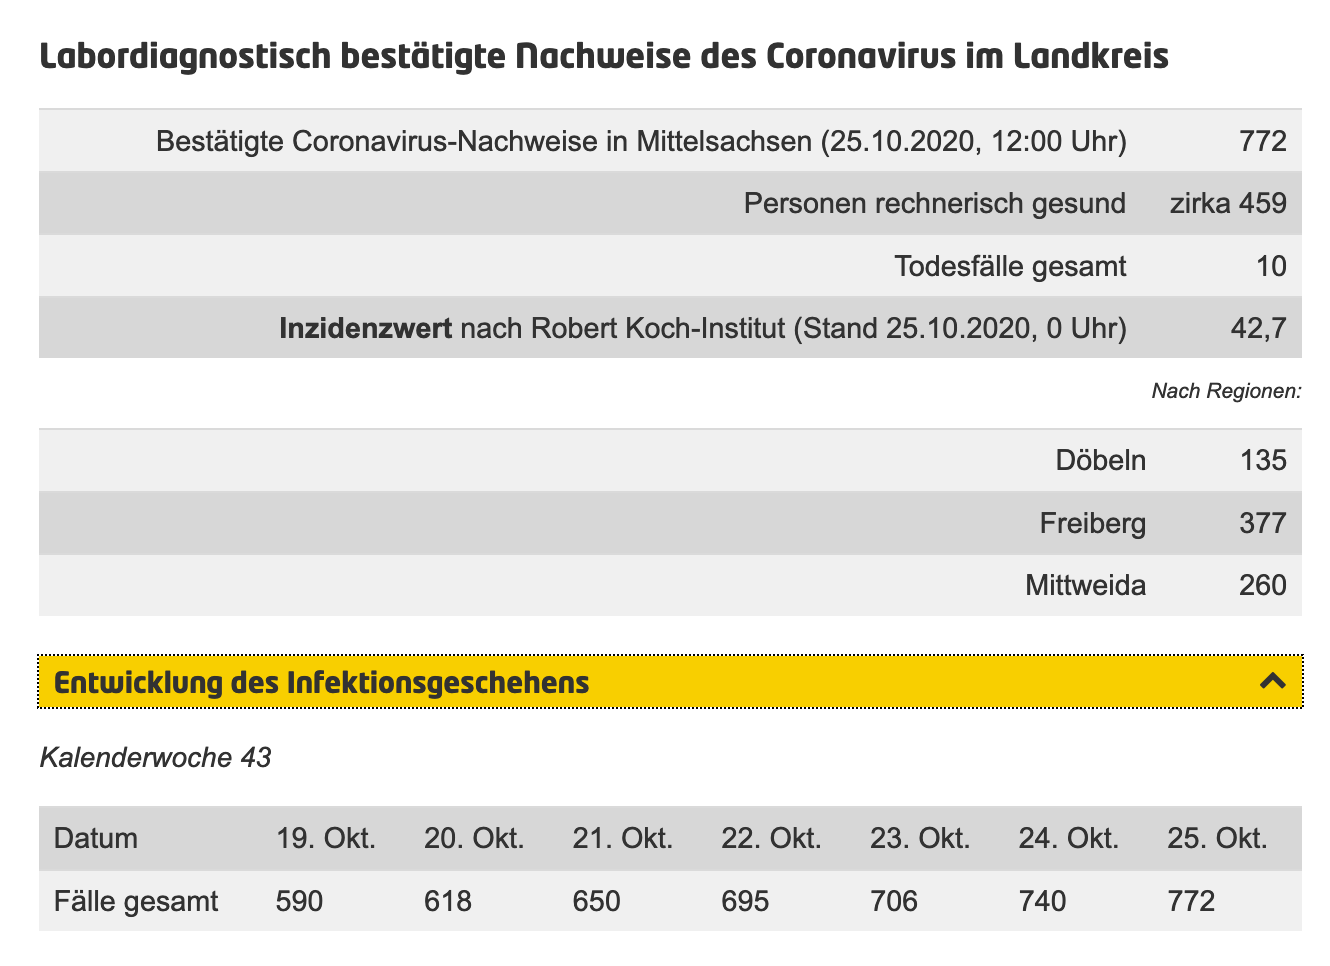 Labordiagnostisch bestätigte Nachweise des Coronavirus im Landkreis
Bestätigte Coronavirus-Nachweise in Mittelsachsen (25.10.2020, 12:00 Uhr) 772
Personen rechnerisch gesund zirka 459
Todesfälle gesamt 10
Inzidenzwert nach Robert Koch-Institut (Stand 25.10.2020, 0 Uhr) 42,7
Nach Regionen:
Döbeln 135
Freiberg 377
Mittweida 260
Entwicklung des Infektionsgeschehens
Kalenderwoche 43
Datum 19. Okt. 20. Okt. 21. Okt. 22. Okt. 23. Okt. 24. Okt. 25. Okt.
Fälle gesamt 590 618 650 695 706 740 772